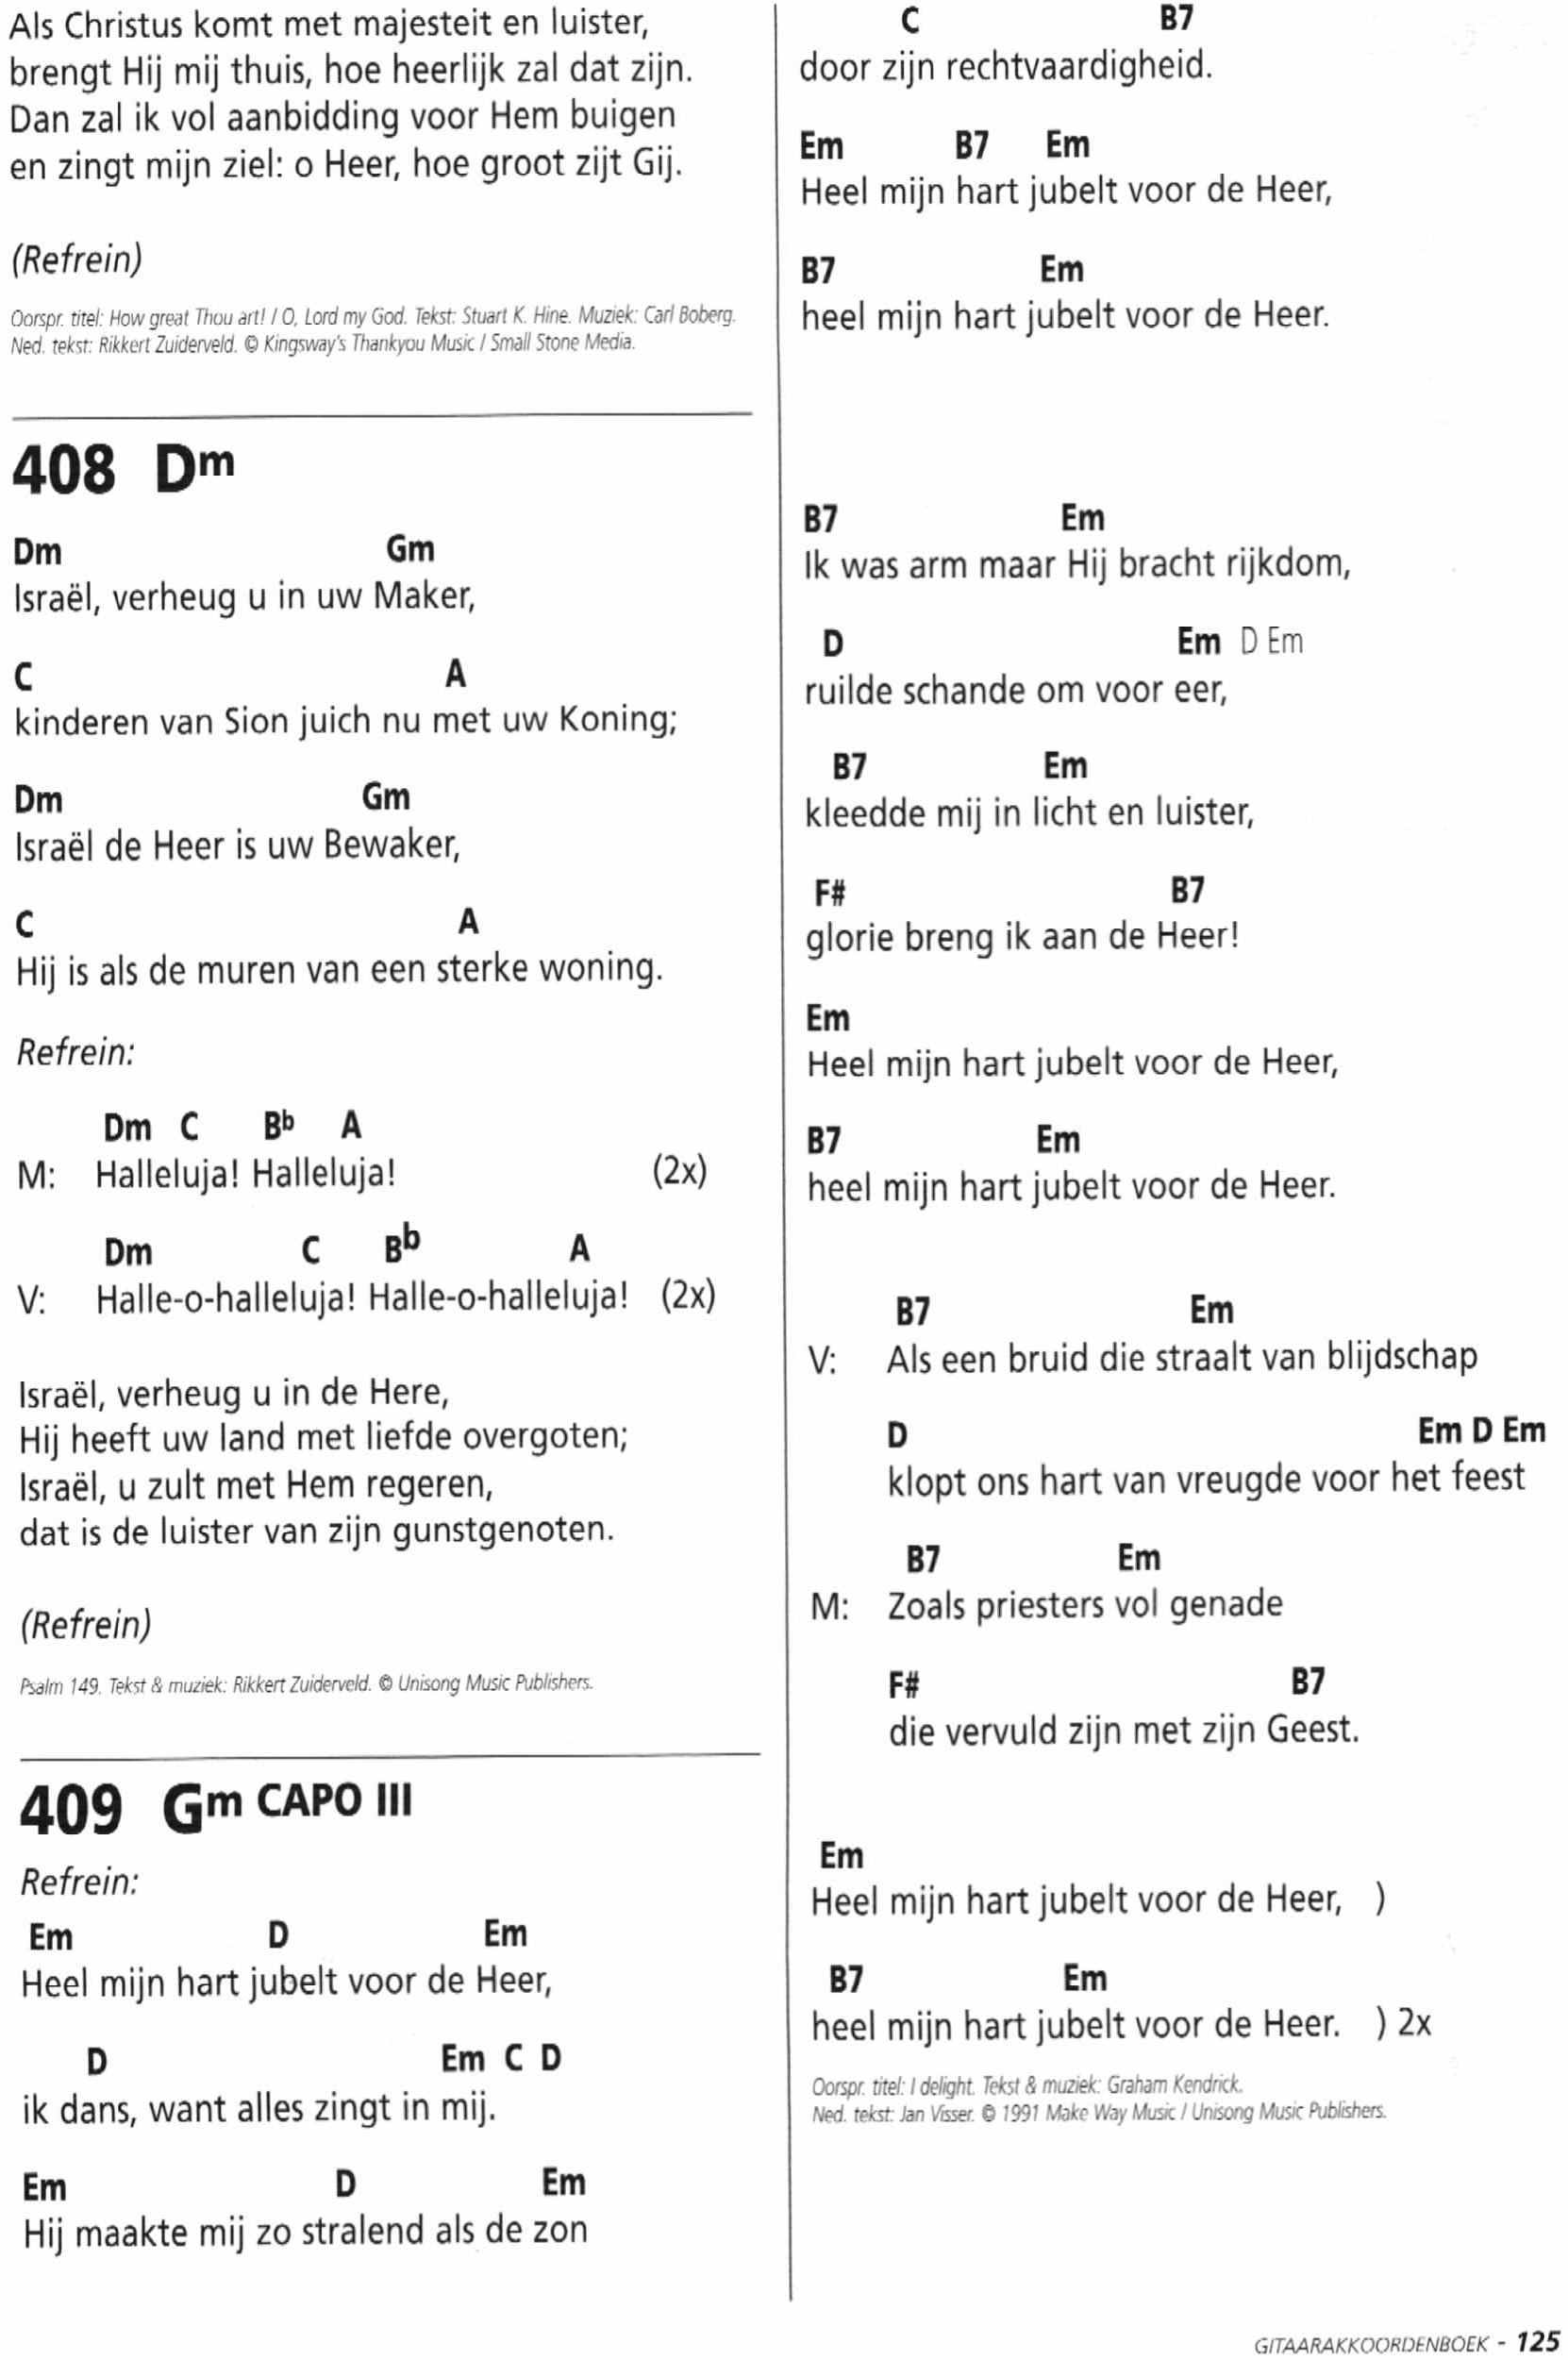 Als Christus komt met majesteit en luister,
brengt Hij mij thuis, hoe heerlijk zal dat zijn.
Dan zal ik vol aanbidding voor Hem buigen
en zingt mijn ziel: o Heer, hoe groot zijt Gij.
(Refrein)
Oorspr. titel: How great Thou art! / O, Lord my God. Tekst: Stuart K. Hine. Muziek: Carl Boberg.
Ned. tekst: Rikkert Zuiderveld. © Kingsway's Thankyou Music / Small Stone Media.
408 Dm
Dm Gm
Israël, verheug u in uw Maker,
C A
kinderen van Sion juich nu met uw Koning;
Dm Gm
Israël de Heer is uw Bewaker,
C A
Hij is als de muren van een sterke woning.
Refrein:
Dm C Bb A
M: Halleluja! Halleluja! (2x)
Dm C Bb A
V: Halle-o-halleluja! Halle-o-halleluja! (2x)
Israël, verheug u in de Here,
Hij heeft uw land met liefde overgoten;
Israël, u zult met Hem regeren,
dat is de luister van zijn gunstgenoten.
(Refrein)
Psalm 149. Tekst & muziek: Rikkert Zuiderveld. © Unisong Music Publishers.
409 Gm CAPO III
Refrein:
Em D Em
Heel mijn hart jubelt voor de Heer,
D Em C D
ik dans, want alles zingt in mij.
Em D Em
Hij maakte mij zo stralend als de zon
C B7
door zijn rechtvaardigheid.
Em B7 Em
Heel mijn hart jubelt voor de Heer,
B7 Em
heel mijn hart jubelt voor de Heer.
B7 Em
Ik was arm maar Hij bracht rijkdom,
D Em D Em
ruilde schande om voor eer,
B7 Em
kleedde mij in licht en luister,
F# B7
glorie breng ik aan de Heer!
Em
Heel mijn hart jubelt voor de Heer,
B7 Em
heel mijn hart jubelt voor de Heer.
B7 Em
V: Als een bruid die straalt van blijdschap
D Em D Em
klopt ons hart van vreugde voor het feest
B7 Em
M: Zoals priesters vol genade
F# B7
die vervuld zijn met zijn Geest.
Em
Heel mijn hart jubelt voor de Heer, )
B7 Em
heel mijn hart jubelt voor de Heer. ) 2x
Oorspr. titel: I delight. Tekst & muziek: Graham Kendrick.
Ned. tekst: Jan Visser. © 1991 Make Way Music / Unisong Music Publishers.
GITAARAKKOORDENBOEK - 125